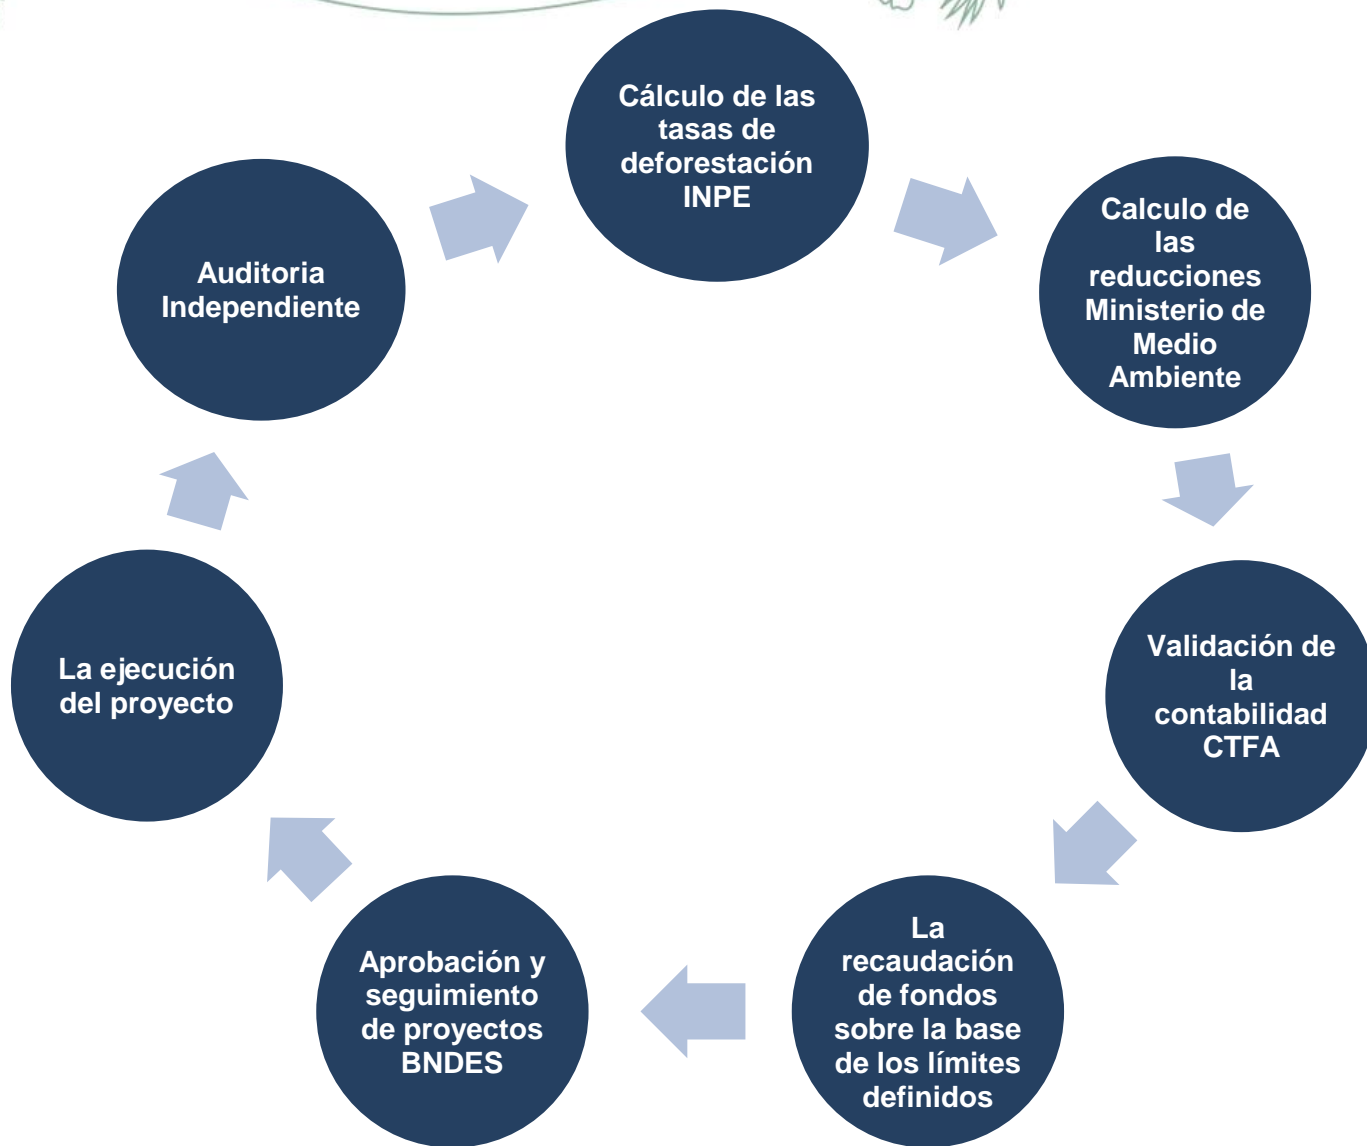 Cálculo de las
tasas de
deforestación
INPE
Calculo de
las
reducciones
Ministerio de
Medio
Ambiente
Validación de
la
contabilidad
CTFA
La
recaudación
de fondos
sobre la base
de los límites
definidos
Aprobación y
seguimiento
de proyectos
BNDES
La ejecución
del proyecto
Auditoria
Independiente